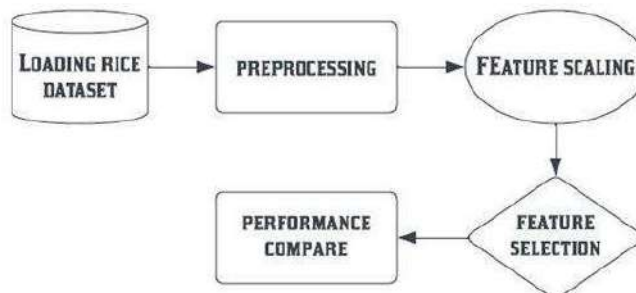 LOADING RICE
DATASET
PREPROCESSING
FEATURE SCALING
FEATURE
SELECTION
PERFORMANCE
COMPARE